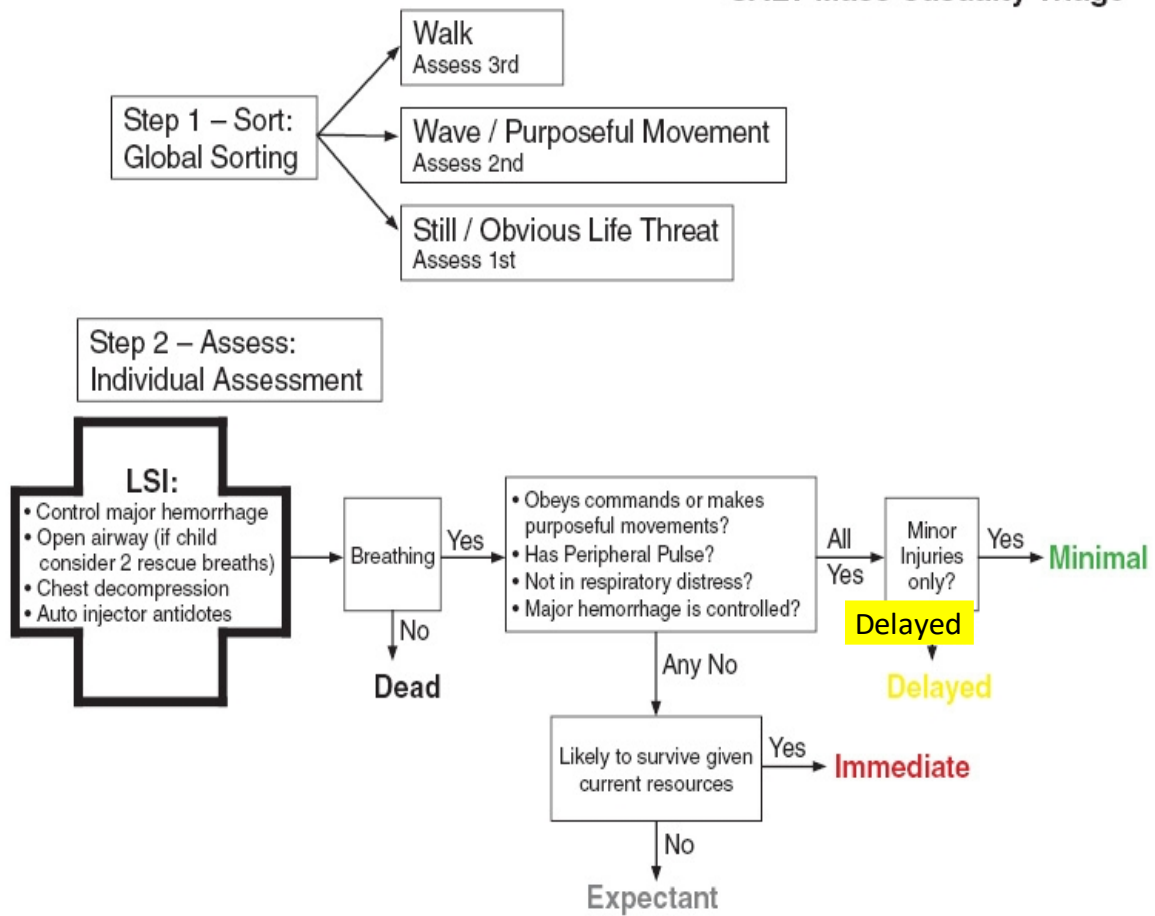 Walk
Assess 3rd
Step 1 – Sort:
Global Sorting
Wave / Purposeful Movement
Assess 2nd
Still / Obvious Life Threat
Assess 1st
Step 2 – Assess:
Individual Assessment
LSI:
• Control major hemorrhage
• Open airway (if child
consider 2 rescue breaths)
• Chest decompression
• Auto injector antidotes
Breathing
Yes
No
Dead
• Obeys commands or makes
purposeful movements?
• Has Peripheral Pulse?
• Not in respiratory distress?
• Major hemorrhage is controlled?
All
Yes
Minor
Injuries
only?
Yes
Minimal
Delayed
Delayed
Any No
Likely to survive given
current resources
Yes
Immediate
No
Expectant